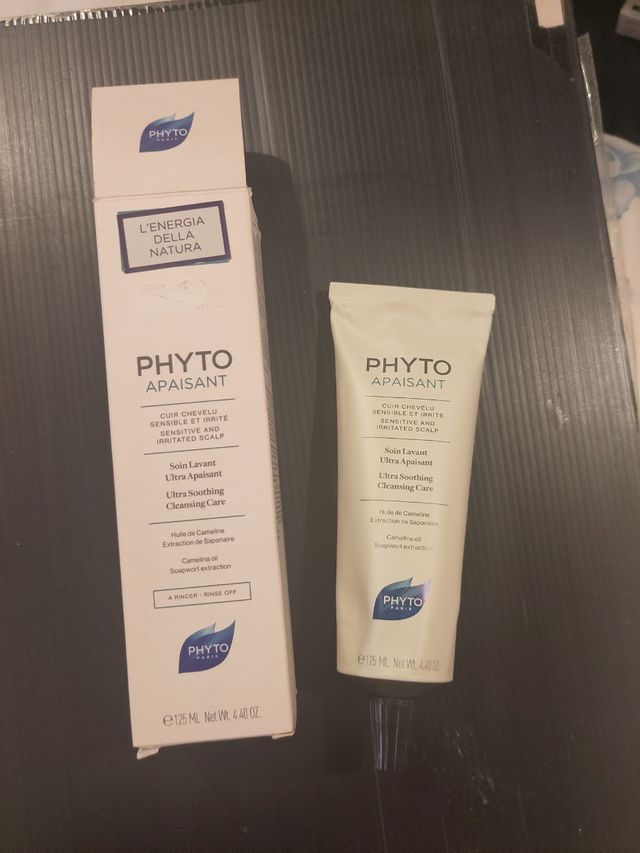 PHYTO
PARIS
L'ENERGIA
DELLA
NATURA
PHYTO
APAISANT
CUIR CHEVELU
SENSIBLE ET IRRITÉ
SENSITIVE AND
IRRITATED SCALP
Soin Lavant
Ultra Apaisant
Ultra Soothing
Cleansing Care
Huile de Cameline
Extraction de Saponaire
Camelina oil
Soapwort extraction
À RINCER - RINSE OFF
PHYTO
PARIS
℮125 ML Net Wt. 4.40 OZ.
PHYTO
APAISANT
CUIR CHEVELU
SENSIBLE ET IRRITÉ
SENSITIVE AND
IRRITATED SCALP
Soin Lavant
Ultra Apaisant
Ultra Soothing
Cleansing Care
Huile de Cameline
Extraction de Saponaire
Camelina oil
Soapwort extraction
PHYTO
PARIS
℮125 ML Net Wt. 4.40 OZ.